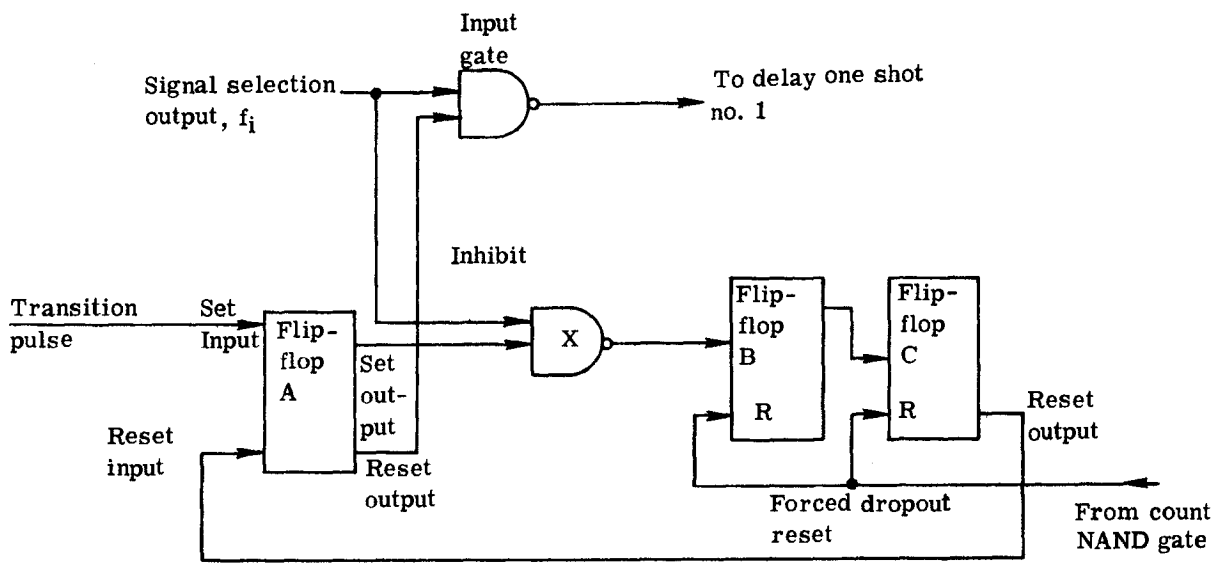 Input
gate
Signal selection
output, fi
To delay one shot
no. 1
Inhibit
Transition
pulse
Set
Input
Flip-
flop
A
Set
out-
put
Reset
output
Reset
input
X
Flip-
flop
B
R
Flip-
flop
C
R
Reset
output
Forced dropout
reset
From count
NAND gate